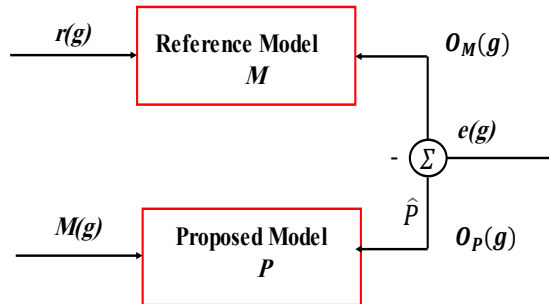 r(g)
Reference Model
M
O_M(g)
e(g)
- Σ
P̂
M(g)
Proposed Model
P
O_P(g)